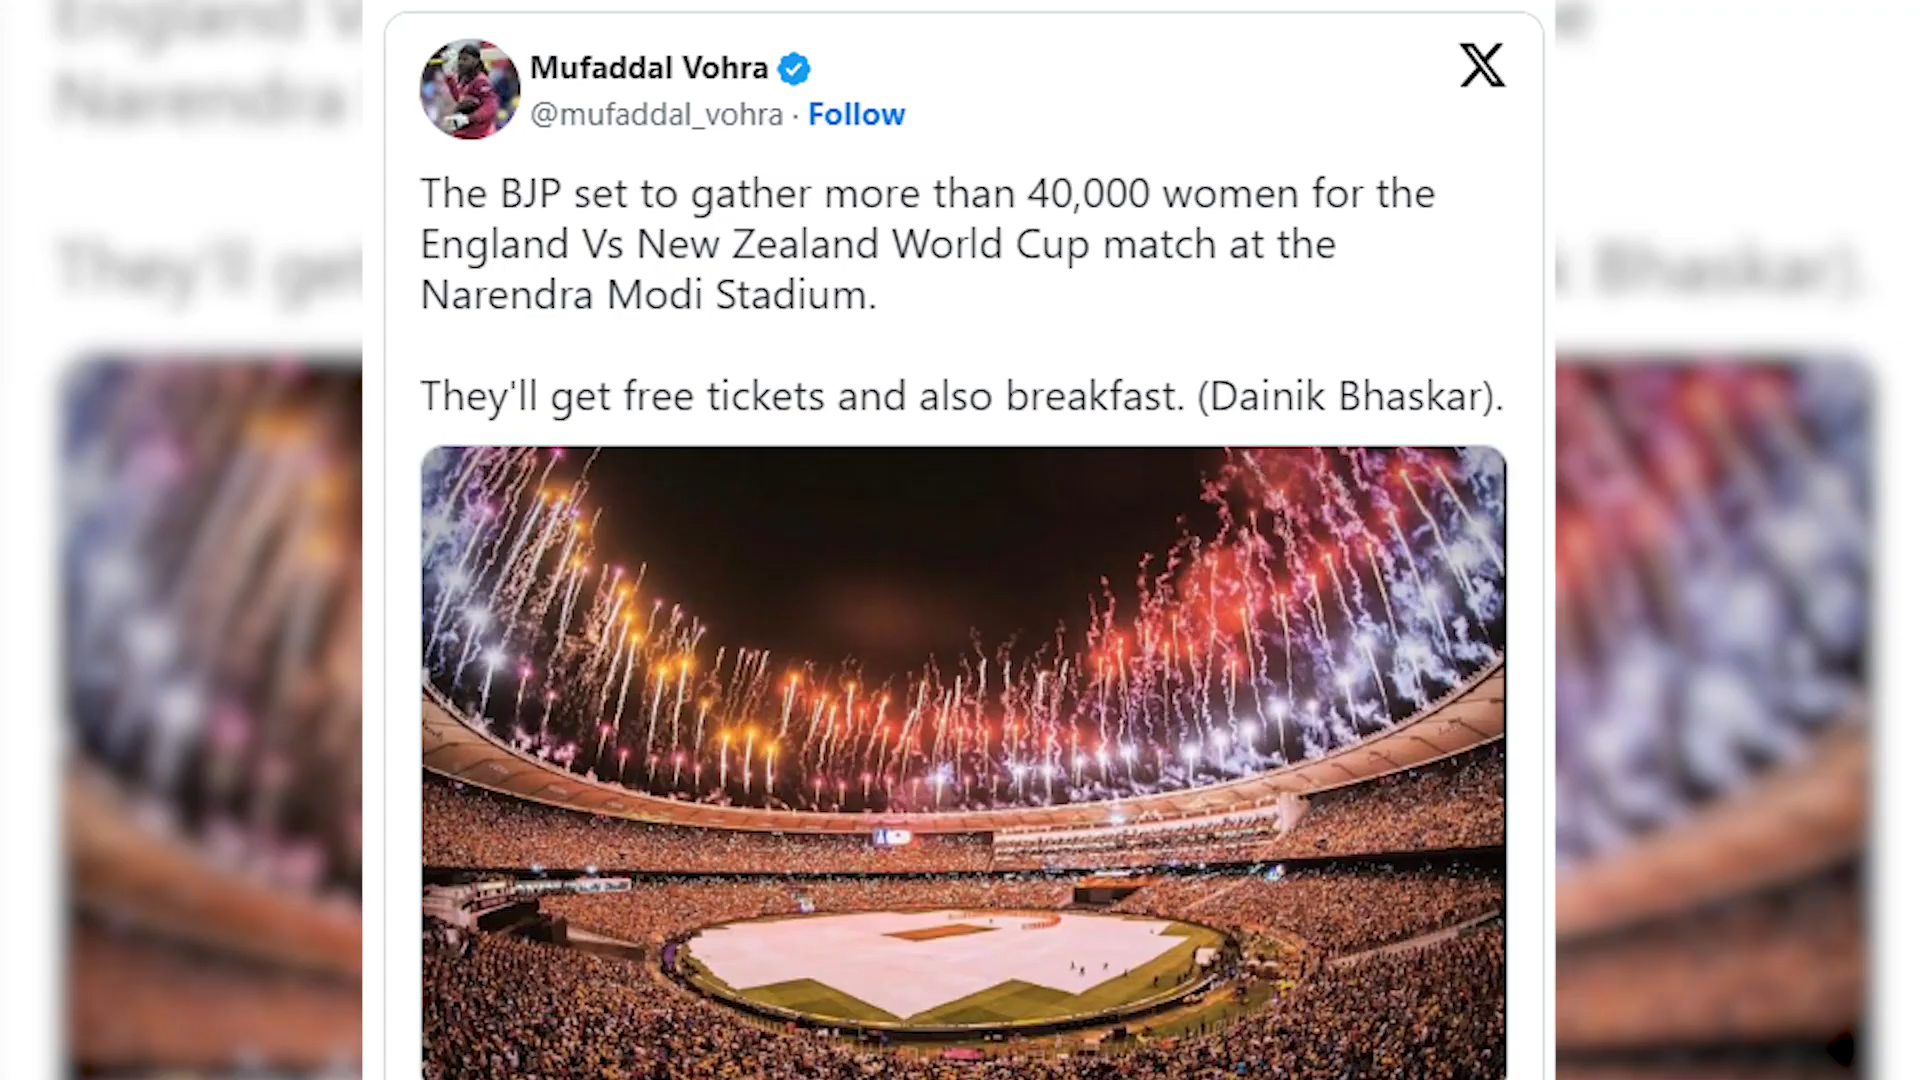 Mufaddal Vohra
@mufaddal_vohra · Follow
The BJP set to gather more than 40,000 women for the
England Vs New Zealand World Cup match at the
Narendra Modi Stadium.
They'll get free tickets and also breakfast. (Dainik Bhaskar).